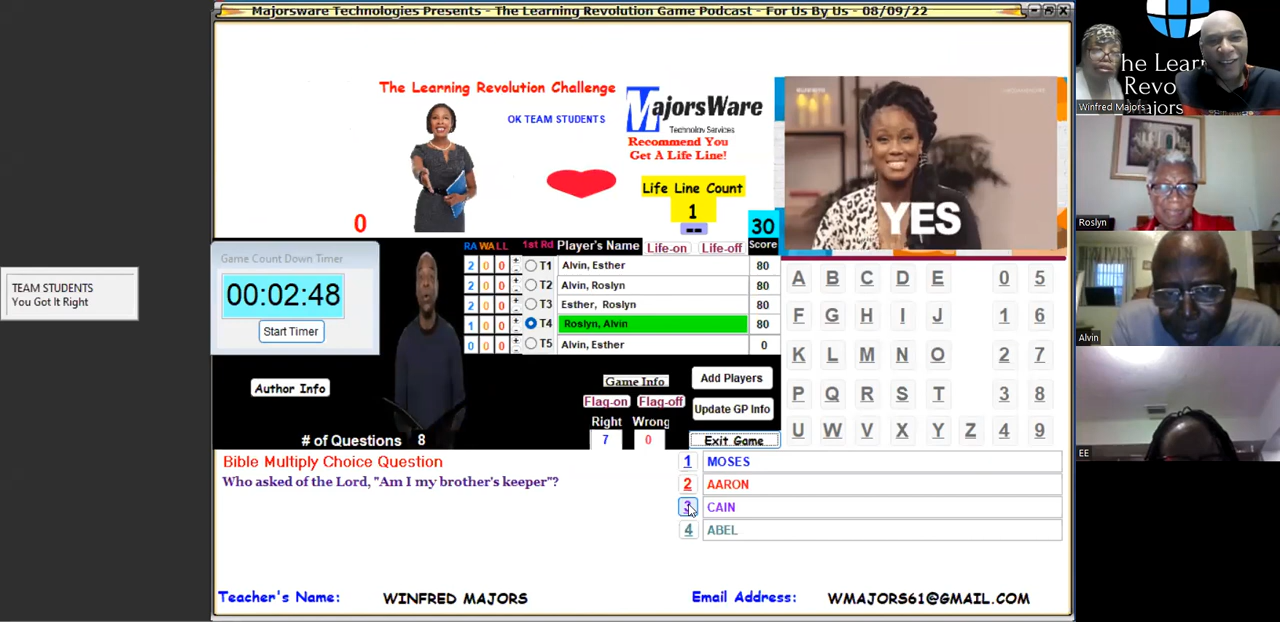 Majorsware Technologies Presents - The Learning Revolution Game Podcast - For Us By Us - 08/09/22
The Learning Revolution Challenge
OK TEAM STUDENTS
MajorsWare
Technology Services
Recommend You
Get A Life Line!
Life Line Count
1
--
0
30
YES
he Lear
Revo
Majors
Winfred Majors
Roslyn
Alvin
EE
TEAM STUDENTS
You Got It Right
Game Count Down Timer
00:02:48
Start Timer
Author Info
# of Questions 8
RA WA LL 1st Rd Player's Name Life-on Life-off Score
2 0 0 + - T1 Alvin, Esther 80
2 0 0 + - T2 Alvin, Roslyn 80
2 0 0 + - T3 Esther, Roslyn 80
1 0 0 + - T4 Roslyn, Alvin 80
0 0 0 + - T5 Alvin, Esther 0
Game Info
Flag-on Flag-off
Right Wrong
7 0
Add Players
Update GP Info
Exit Game
A B C D E 0 5
F G H I J 1 6
K L M N O 2 7
P Q R S T 3 8
U W V X Y Z 4 9
Bible Multiply Choice Question
Who asked of the Lord, "Am I my brother's keeper"?
1 MOSES
2 AARON
3 CAIN
4 ABEL
Teacher's Name: WINFRED MAJORS
Email Address: WMAJORS61@GMAIL.COM